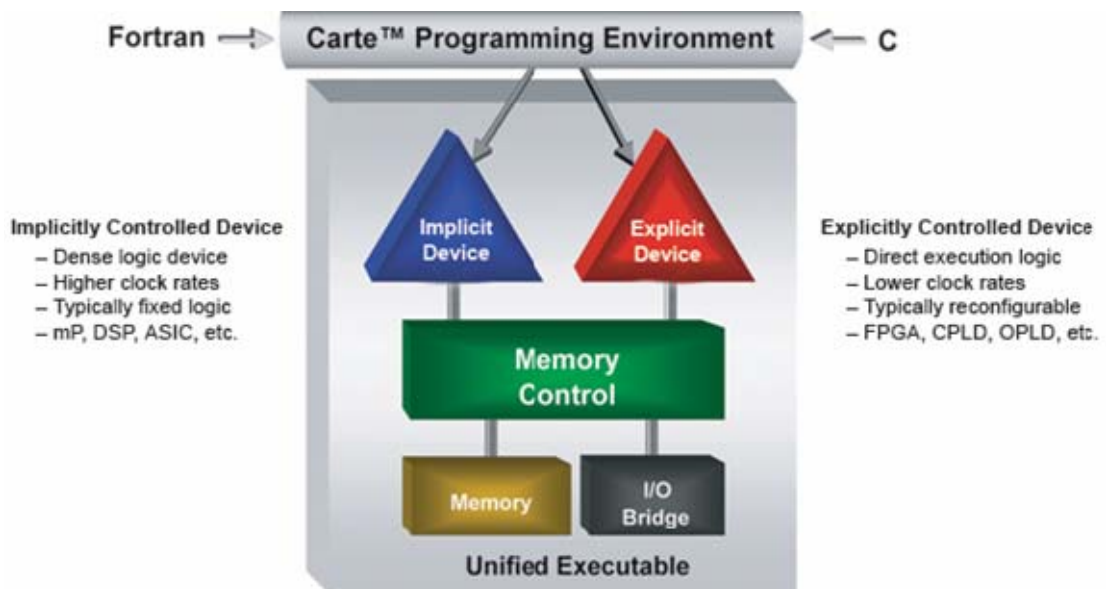 Fortran
Carte™ Programming Environment
C
Implicit
Device
Explicit
Device
Implicitly Controlled Device
– Dense logic device
– Higher clock rates
– Typically fixed logic
– mP, DSP, ASIC, etc.
Explicitly Controlled Device
– Direct execution logic
– Lower clock rates
– Typically reconfigurable
– FPGA, CPLD, OPLD, etc.
Memory
Control
Memory
I/O
Bridge
Unified Executable